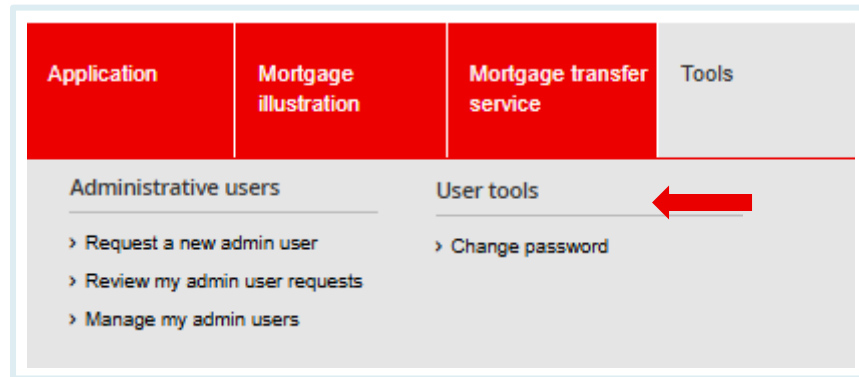 Application
Mortgage
illustration
Mortgage transfer
service
Tools
Administrative users
› Request a new admin user
› Review my admin user requests
› Manage my admin users
User tools
› Change password